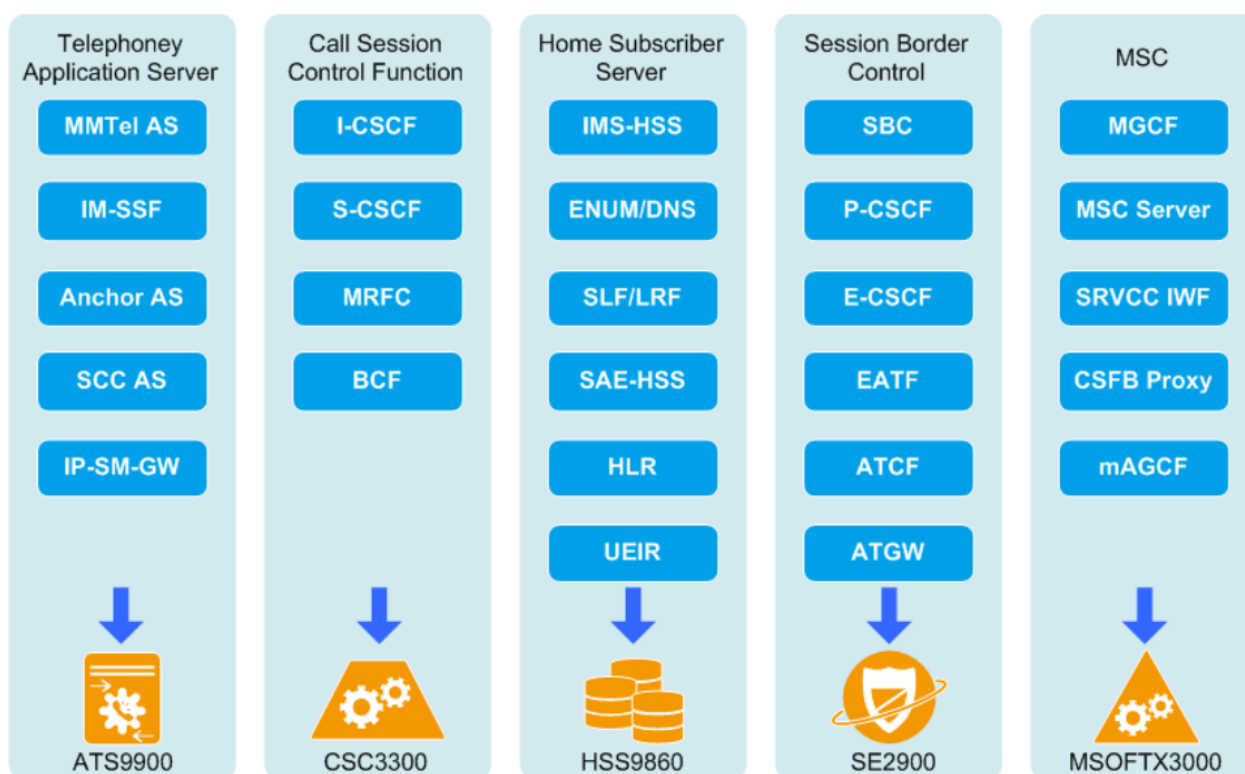 Telephoney
Application Server
MMTel AS
IM-SSF
Anchor AS
SCC AS
IP-SM-GW
ATS9900
Call Session
Control Function
I-CSCF
S-CSCF
MRFC
BCF
CSC3300
Home Subscriber
Server
IMS-HSS
ENUM/DNS
SLF/LRF
SAE-HSS
HLR
UEIR
HSS9860
Session Border
Control
SBC
P-CSCF
E-CSCF
EATF
ATCF
ATGW
SE2900
MSC
MGCF
MSC Server
SRVCC IWF
CSFB Proxy
mAGCF
MSOFTX3000